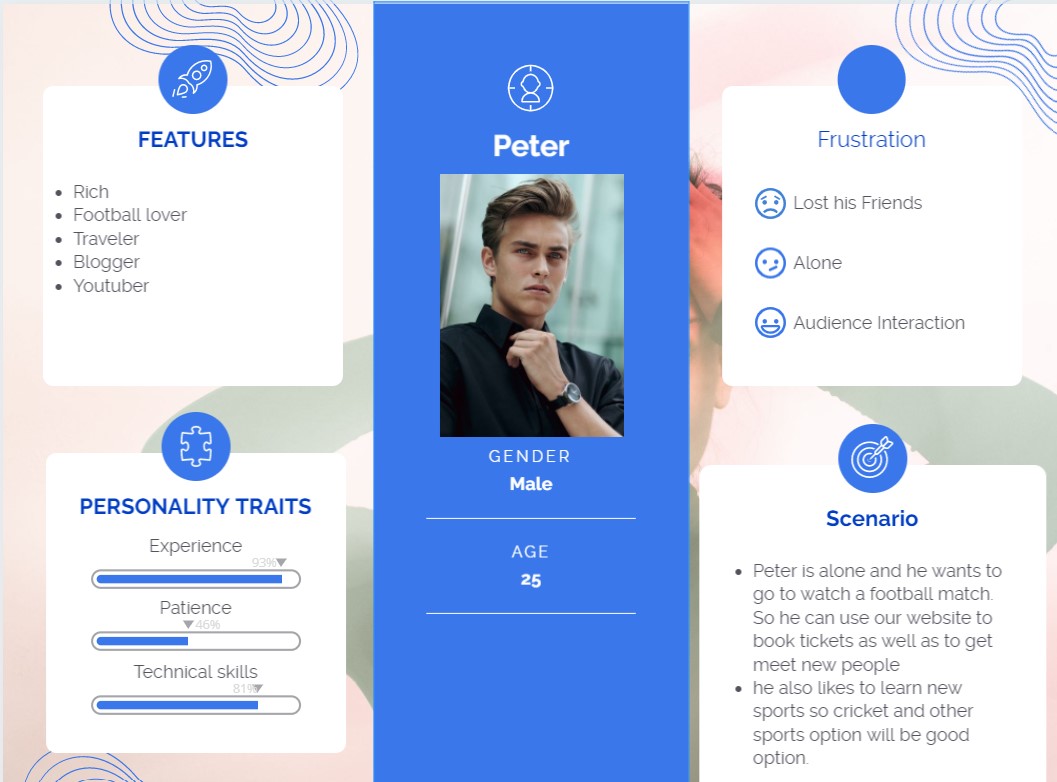 FEATURES
Rich
Football lover
Traveler
Blogger
Youtuber
PERSONALITY TRAITS
Experience
93%
Patience
46%
Technical skills
81%
Peter
GENDER
Male
AGE
25
Frustration
Lost his Friends
Alone
Audience Interaction
Scenario
Peter is alone and he wants to
go to watch a football match.
So he can use our website to
book tickets as well as to get
meet new people
he also likes to learn new
sports so cricket and other
sports option will be good
option.